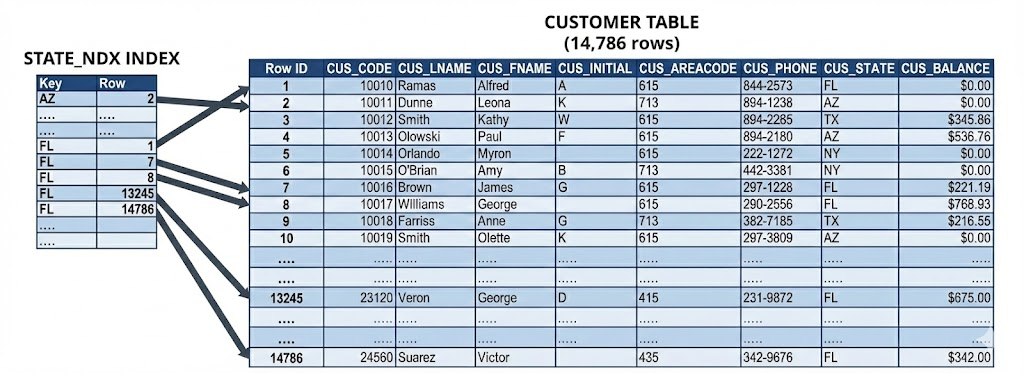 CUSTOMER TABLE
(14,786 rows)
STATE_NDX INDEX
Key Row
AZ 2
.... ....
.... ....
FL 1
FL 7
FL 8
FL 13245
FL 14786
....
....
Row ID CUS_CODE CUS_LNAME CUS_FNAME CUS_INITIAL CUS_AREACODE CUS_PHONE CUS_STATE CUS_BALANCE
1 10010 Ramas Alfred A 615 844-2573 FL $0.00
2 10011 Dunne Leona K 713 894-1238 AZ $0.00
3 10012 Smith Kathy W 615 894-2285 TX $345.86
4 10013 Olowski Paul F 615 894-2180 AZ $536.76
5 10014 Orlando Myron 615 222-1272 NY $0.00
6 10015 O'Brian Amy B 713 442-3381 NY $0.00
7 10016 Brown James G 615 297-1228 FL $221.19
8 10017 WIlliams George 615 290-2556 FL $768.93
9 10018 Farriss Anne G 713 382-7185 TX $216.55
10 10019 Smith Olette K 615 297-3809 AZ $0.00
.... ..... ..... ..... ..... ..... ..... .....
.... ..... ..... ..... ..... ..... ..... .....
13245 23120 Veron George D 415 231-9872 FL $675.00
.... ..... ..... ..... ..... ..... ..... .....
.... ..... ..... ..... ..... ..... ..... .....
14786 24560 Suarez Victor 435 342-9676 FL $342.00